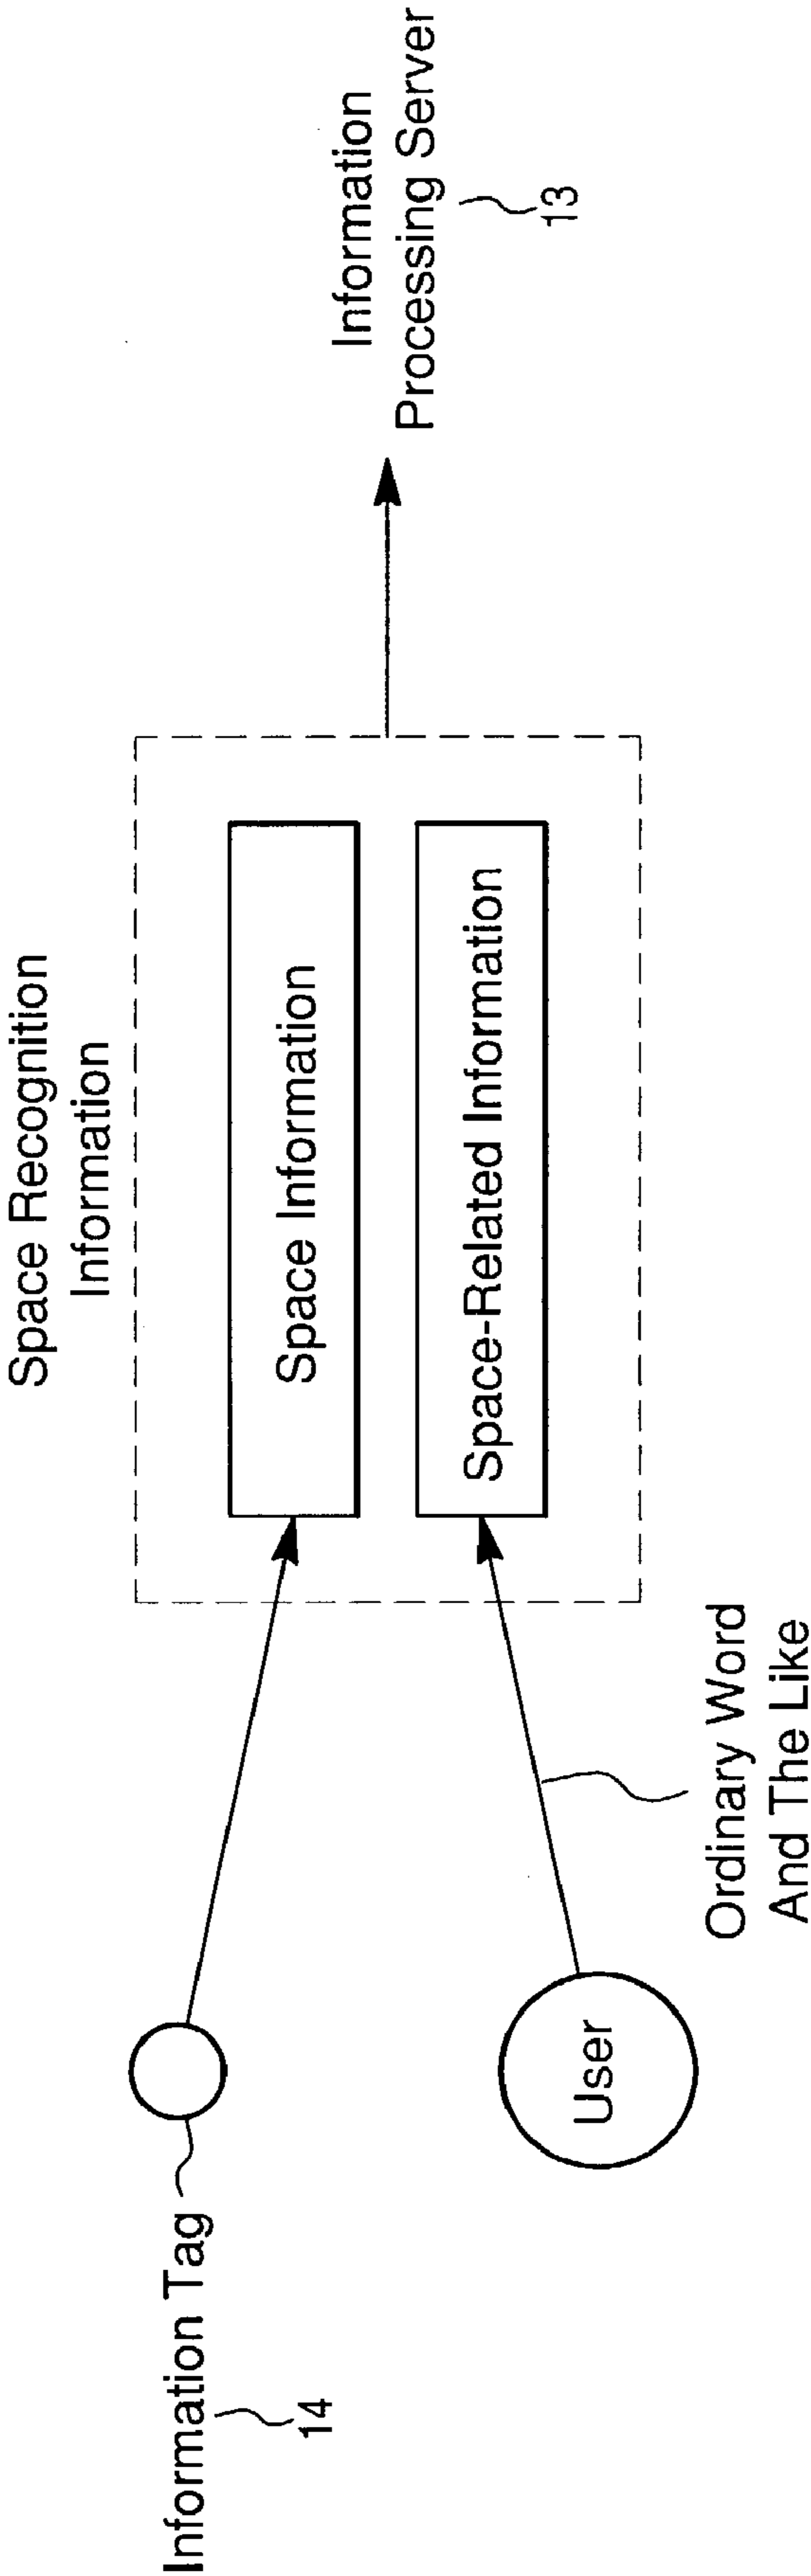 Space Recognition
Information
Information Tag
14
Space Information
Information
Processing Server
13
User
Space-Related Information
Ordinary Word
And The Like